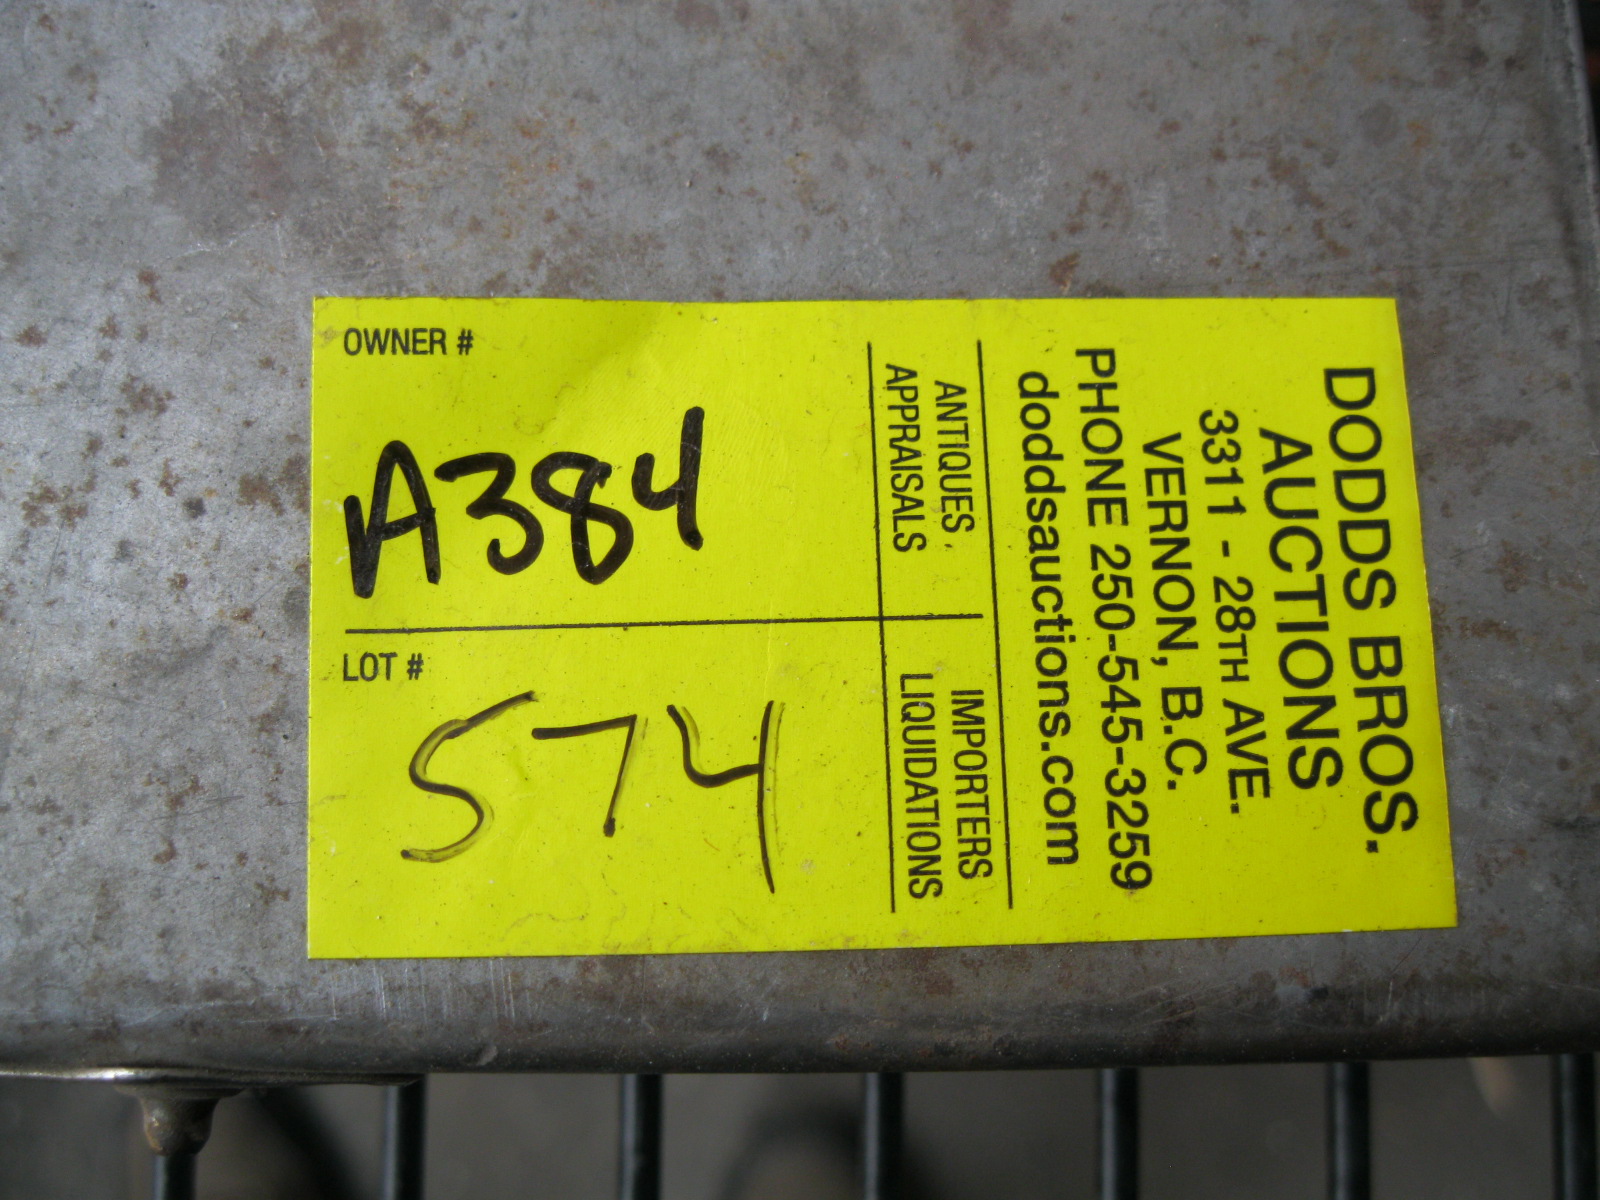 OWNER #
A384
LOT #
574
DODDS BROS.
AUCTIONS
3311 - 28TH AVE.
VERNON, B.C.
PHONE 250-545-3259
doddsauctions.com
ANTIQUES IMPORTERS
APPRAISALS LIQUIDATIONS